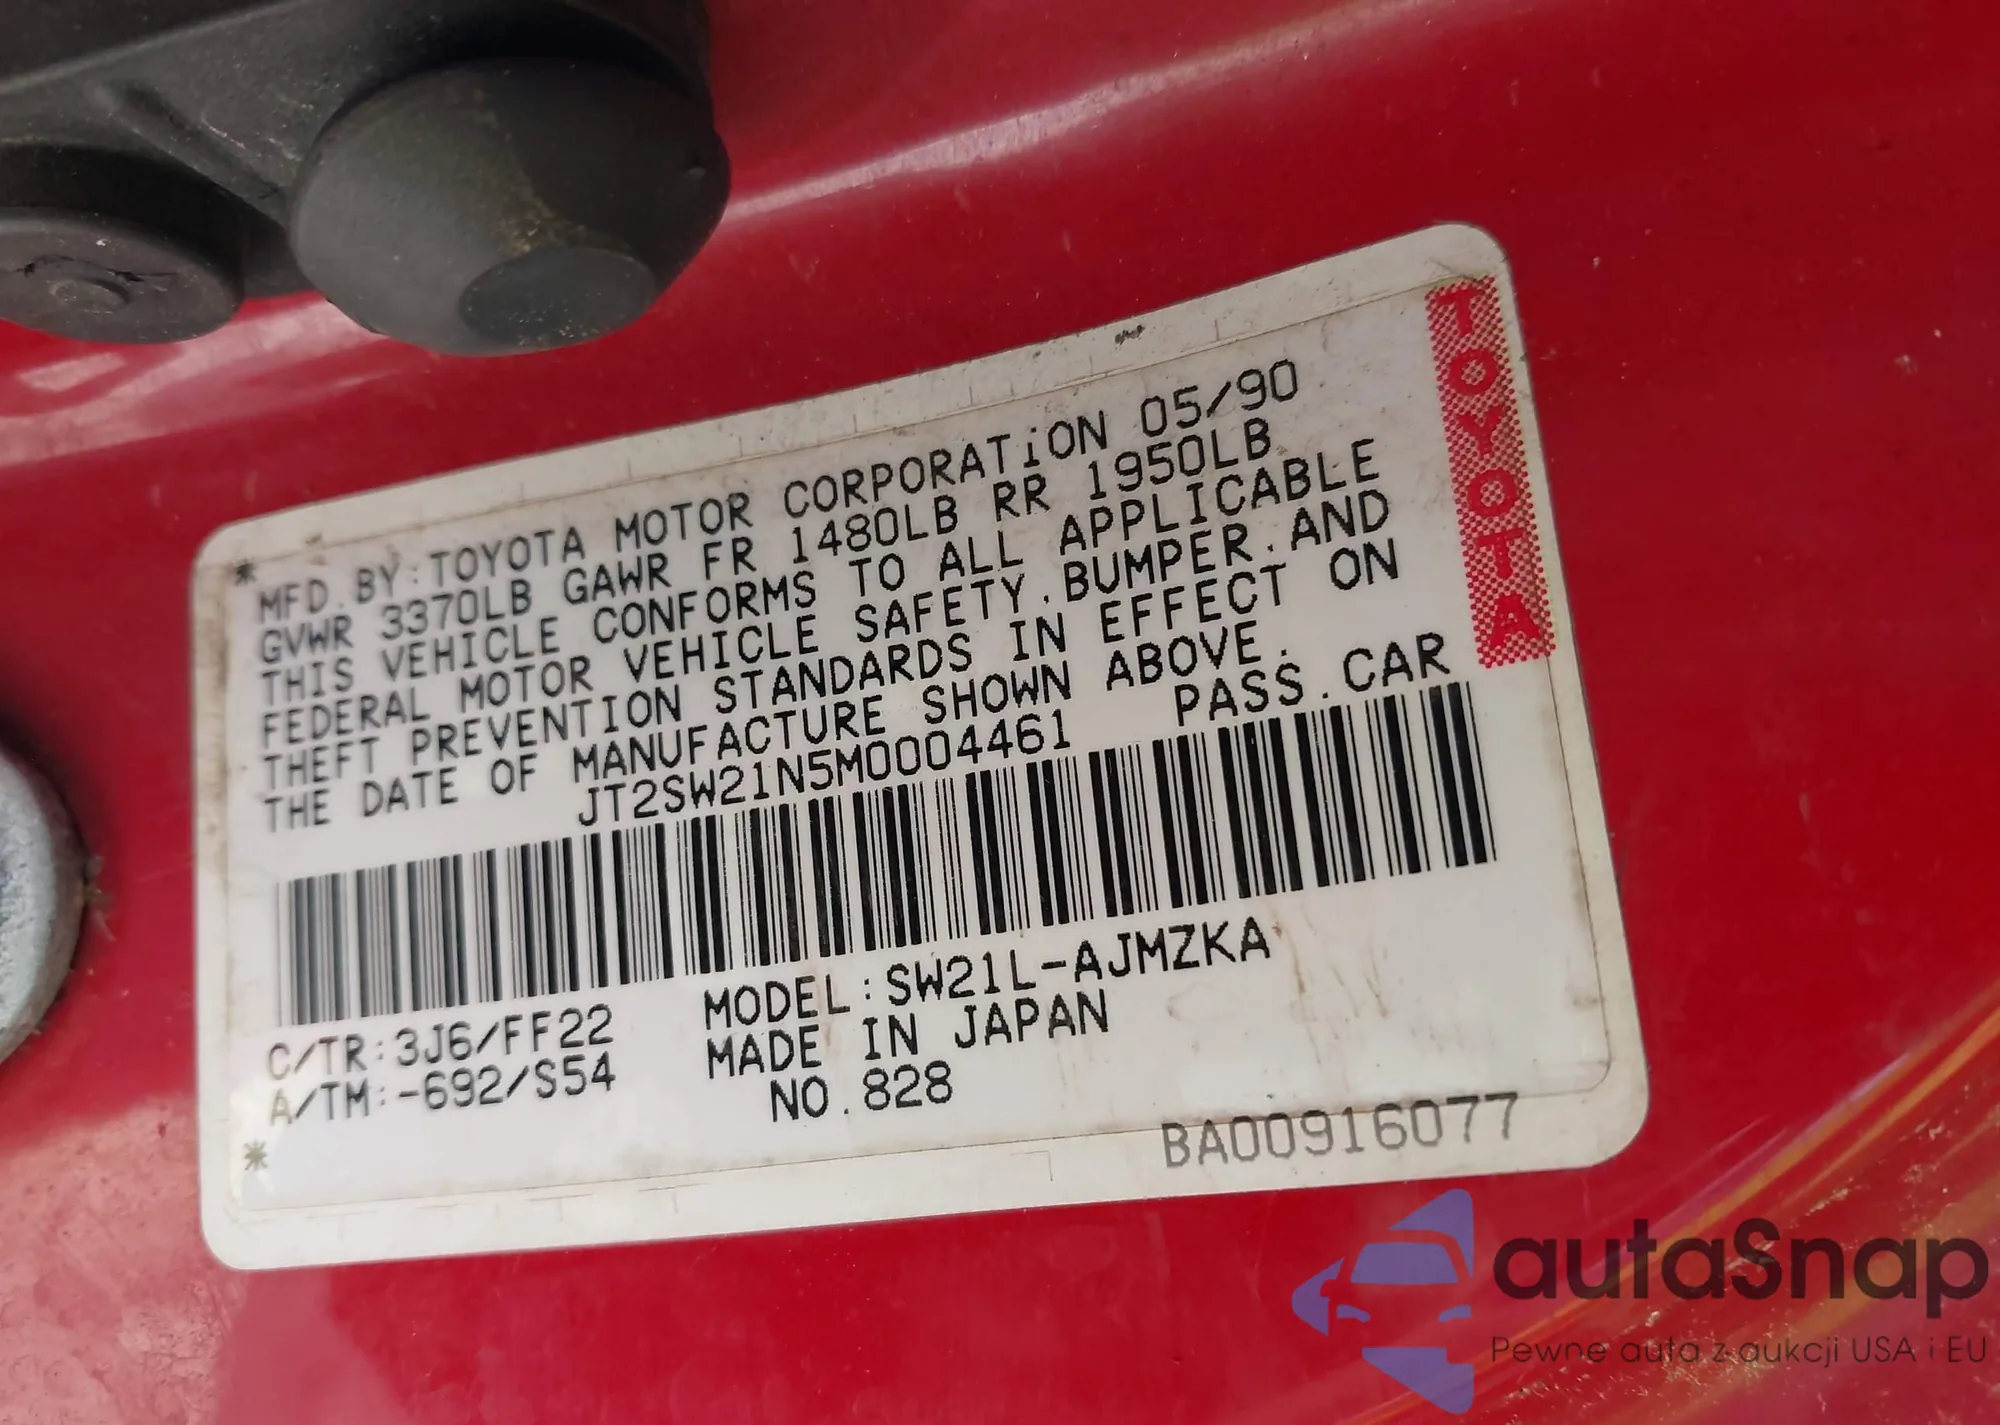 MFD.BY:TOYOTA MOTOR CORPORATION 05/90
GVWR 3370LB GAWR FR 1480LB RR 1950LB
THIS VEHICLE CONFORMS TO ALL APPLICABLE
FEDERAL MOTOR VEHICLE SAFETY.BUMPER.AND
THEFT PREVENTION STANDARDS IN EFFECT ON
THE DATE OF MANUFACTURE SHOWN ABOVE.
JT2SW21N5M0004461 PASS.CAR
C/TR:3J6/FF22 MODEL:SW21L-AJMZKA
A/TM:-692/S54 MADE IN JAPAN
NO.828
BA00916077
TOYOTA
autaSnap
Pewne auta z aukcji USA i EU